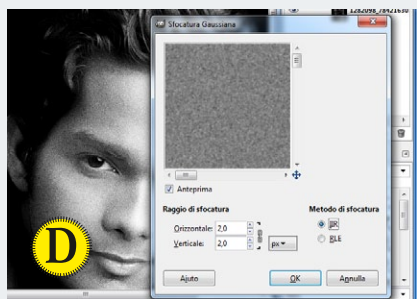 1282098_78421630
Sfocatura Gaussiana
Anteprima
Raggio di sfocatura
Metodo di sfocatura
Orizzontale: 2,0
Verticale: 2,0
px
IIR
RLE
Aiuto
OK
Annulla
D